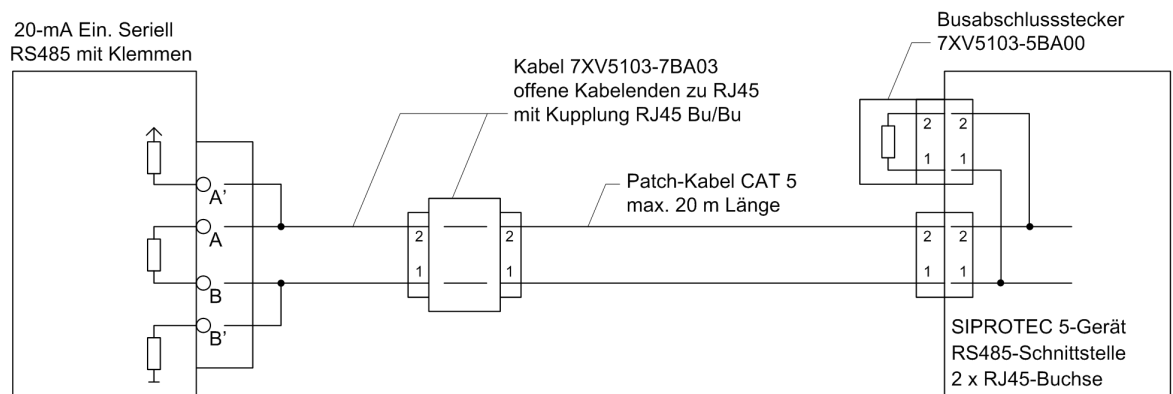 20-mA Ein. Seriell
RS485 mit Klemmen
Busabschlussstecker
7XV5103-5BA00
Kabel 7XV5103-7BA03
offene Kabelenden zu RJ45
mit Kupplung RJ45 Bu/Bu
Patch-Kabel CAT 5
max. 20 m Länge
A'
A
B
B'
2
1
2
1
2
2
1
1
2
2
1
1
SIPROTEC 5-Gerät
RS485-Schnittstelle
2 x RJ45-Buchse